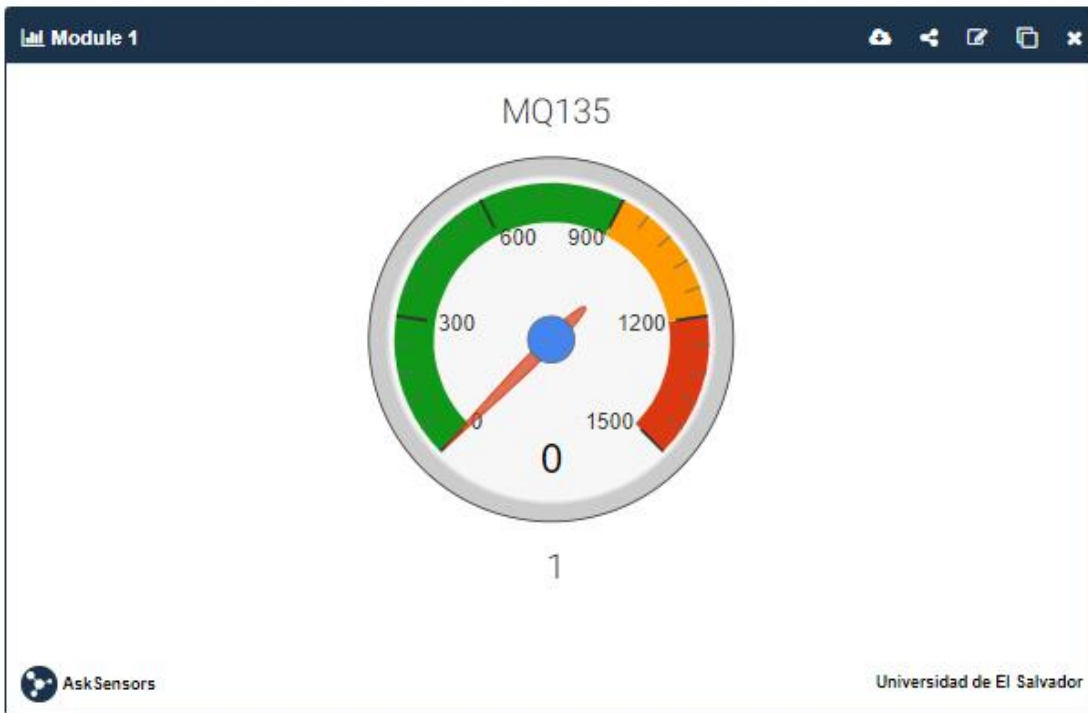 Module 1
MQ135
600 900
300 1200
0 1500
0
1
AskSensors
Universidad de El Salvador